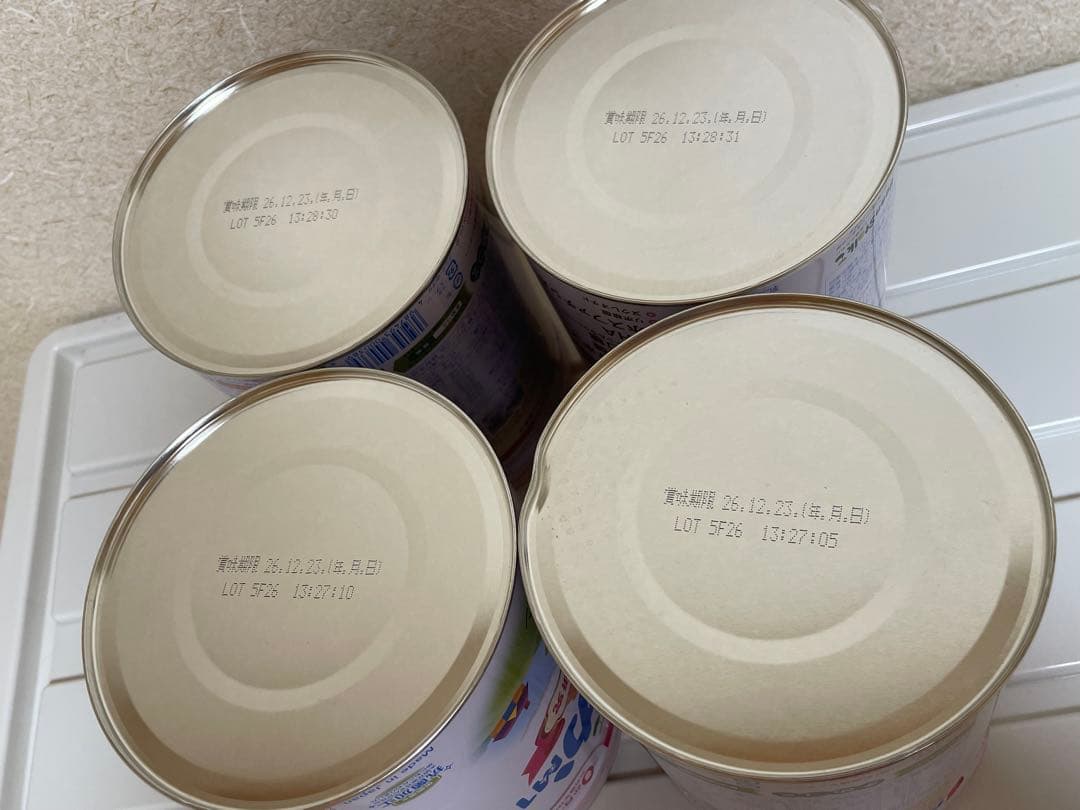 賞味期限 26.12.23.(年.月.日)
LOT 5F26 13:28:30
賞味期限 26.12.23.(年.月.日)
LOT 5F26 13:28:31
賞味期限 26.12.23.(年.月.日)
LOT 5F26 13:27:10
賞味期限 26.12.23.(年.月.日)
LOT 5F26 13:27:05
Made in Japan